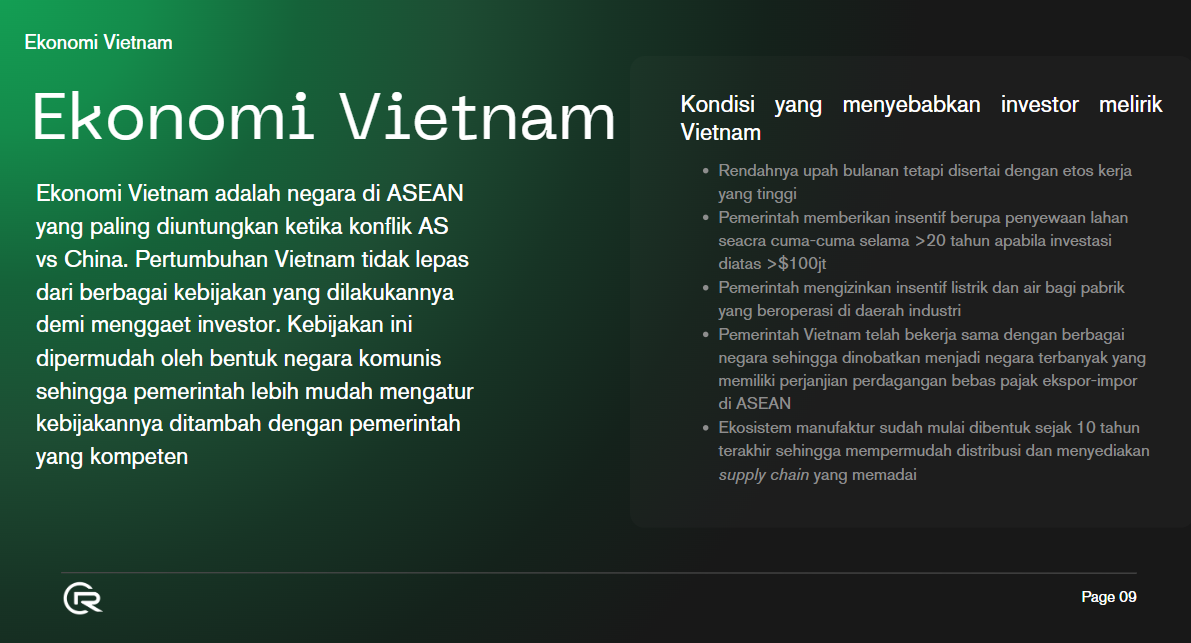 Ekonomi Vietnam
Ekonomi Vietnam
Ekonomi Vietnam adalah negara di ASEAN
yang paling diuntungkan ketika konflik AS
vs China. Pertumbuhan Vietnam tidak lepas
dari berbagai kebijakan yang dilakukannya
demi menggaet investor. Kebijakan ini
dipermudah oleh bentuk negara komunis
sehingga pemerintah lebih mudah mengatur
kebijakannya ditambah dengan pemerintah
yang kompeten
Kondisi yang menyebabkan investor melirik
Vietnam
• Rendahnya upah bulanan tetapi disertai dengan etos kerja
yang tinggi
• Pemerintah memberikan insentif berupa penyewaan lahan
seacra cuma-cuma selama >20 tahun apabila investasi
diatas >$100jt
• Pemerintah mengizinkan insentif listrik dan air bagi pabrik
yang beroperasi di daerah industri
• Pemerintah Vietnam telah bekerja sama dengan berbagai
negara sehingga dinobatkan menjadi negara terbanyak yang
memiliki perjanjian perdagangan bebas pajak ekspor-impor
di ASEAN
• Ekosistem manufaktur sudah mulai dibentuk sejak 10 tahun
terakhir sehingga mempermudah distribusi dan menyediakan
supply chain yang memadai
Page 09